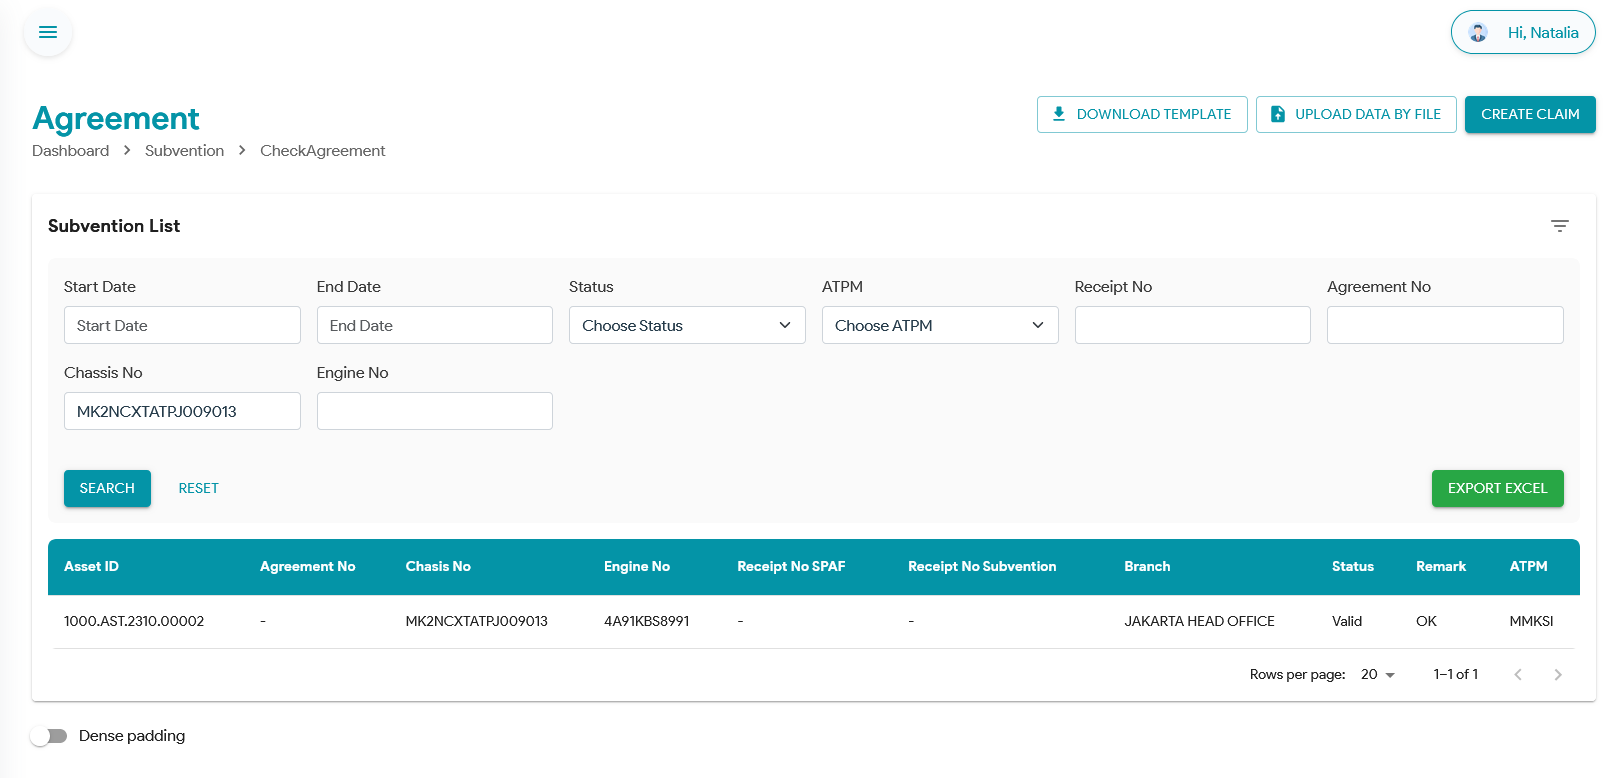 Hi, Natalia
Agreement
DOWNLOAD TEMPLATE
UPLOAD DATA BY FILE
CREATE CLAIM
Dashboard > Subvention > CheckAgreement
Subvention List
Start Date End Date Status ATPM Receipt No Agreement No
Start Date End Date Choose Status Choose ATPM
Chassis No Engine No
MK2NCXTATPJ009013
SEARCH RESET EXPORT EXCEL
Asset ID Agreement No Chasis No Engine No Receipt No SPAF Receipt No Subvention Branch Status Remark ATPM
1000.AST.2310.00002 - MK2NCXTATPJ009013 4A91KBS8991 - - JAKARTA HEAD OFFICE Valid OK MMKSI
Rows per page: 20 1–1 of 1
Dense padding